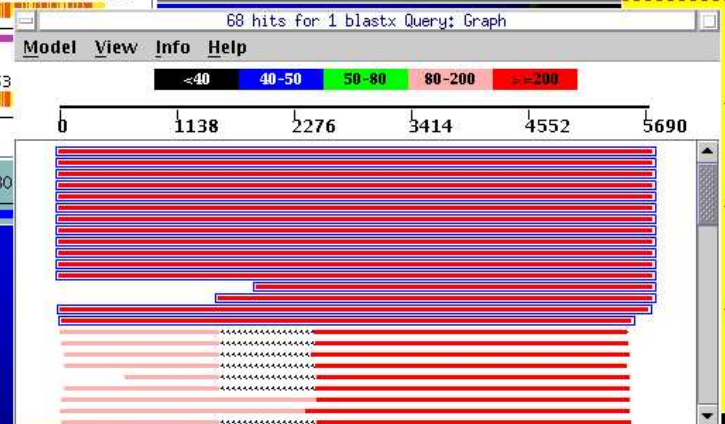 68 hits for 1 blastx Query: Graph
Model View Info Help
<40 40-50 50-80 80-200 >=200
0 1138 2276 3414 4552 5690